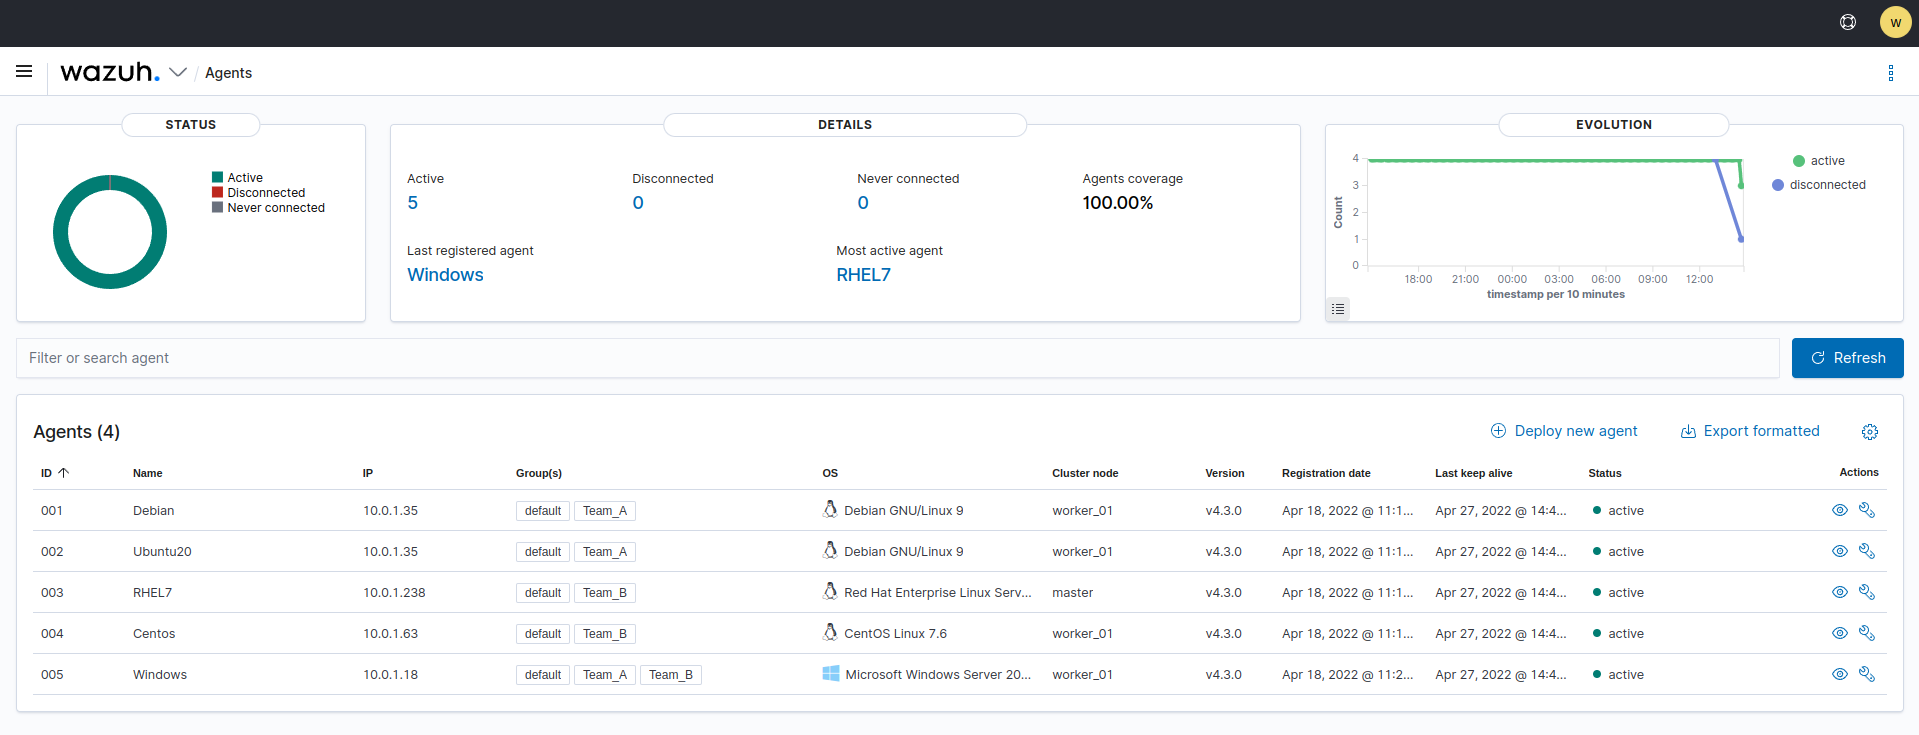 W
wazuh. / Agents
STATUS
Active
Disconnected
Never connected
DETAILS
Active Disconnected Never connected Agents coverage
5 0 0 100.00%
Last registered agent Most active agent
Windows RHEL7
EVOLUTION
4
3
2
1
0
Count
18:00 21:00 00:00 03:00 06:00 09:00 12:00
timestamp per 10 minutes
active
disconnected
Filter or search agent Refresh
Agents (4) Deploy new agent Export formatted
ID Name IP Group(s) OS Cluster node Version Registration date Last keep alive Status Actions
001 Debian 10.0.1.35 default Team_A Debian GNU/Linux 9 worker_01 v4.3.0 Apr 18, 2022 @ 11:1... Apr 27, 2022 @ 14:4... active
002 Ubuntu20 10.0.1.35 default Team_A Debian GNU/Linux 9 worker_01 v4.3.0 Apr 18, 2022 @ 11:1... Apr 27, 2022 @ 14:4... active
003 RHEL7 10.0.1.238 default Team_B Red Hat Enterprise Linux Serv... master v4.3.0 Apr 18, 2022 @ 11:1... Apr 27, 2022 @ 14:4... active
004 Centos 10.0.1.63 default Team_B CentOS Linux 7.6 worker_01 v4.3.0 Apr 18, 2022 @ 11:1... Apr 27, 2022 @ 14:4... active
005 Windows 10.0.1.18 default Team_A Team_B Microsoft Windows Server 20... worker_01 v4.3.0 Apr 18, 2022 @ 11:2... Apr 27, 2022 @ 14:4... active